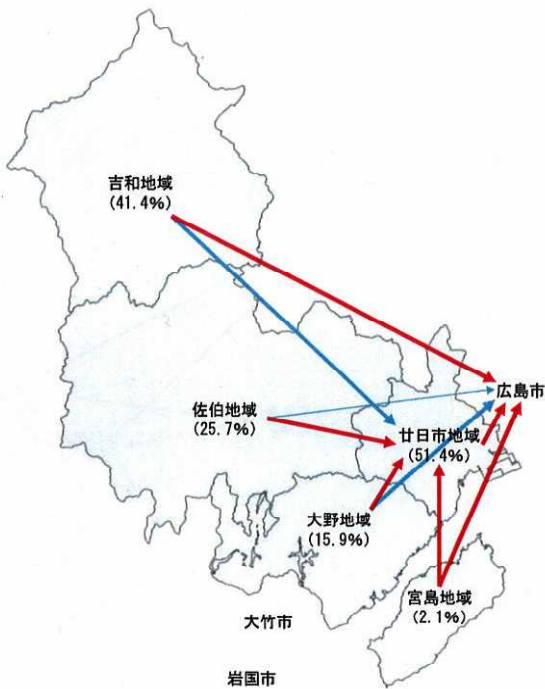 吉和地域
(41.4%)
広島市
佐伯地域
(25.7%)
廿日市地域
(51.4%)
大野地域
(15.9%)
宮島地域
(2.1%)
大竹市
岩国市